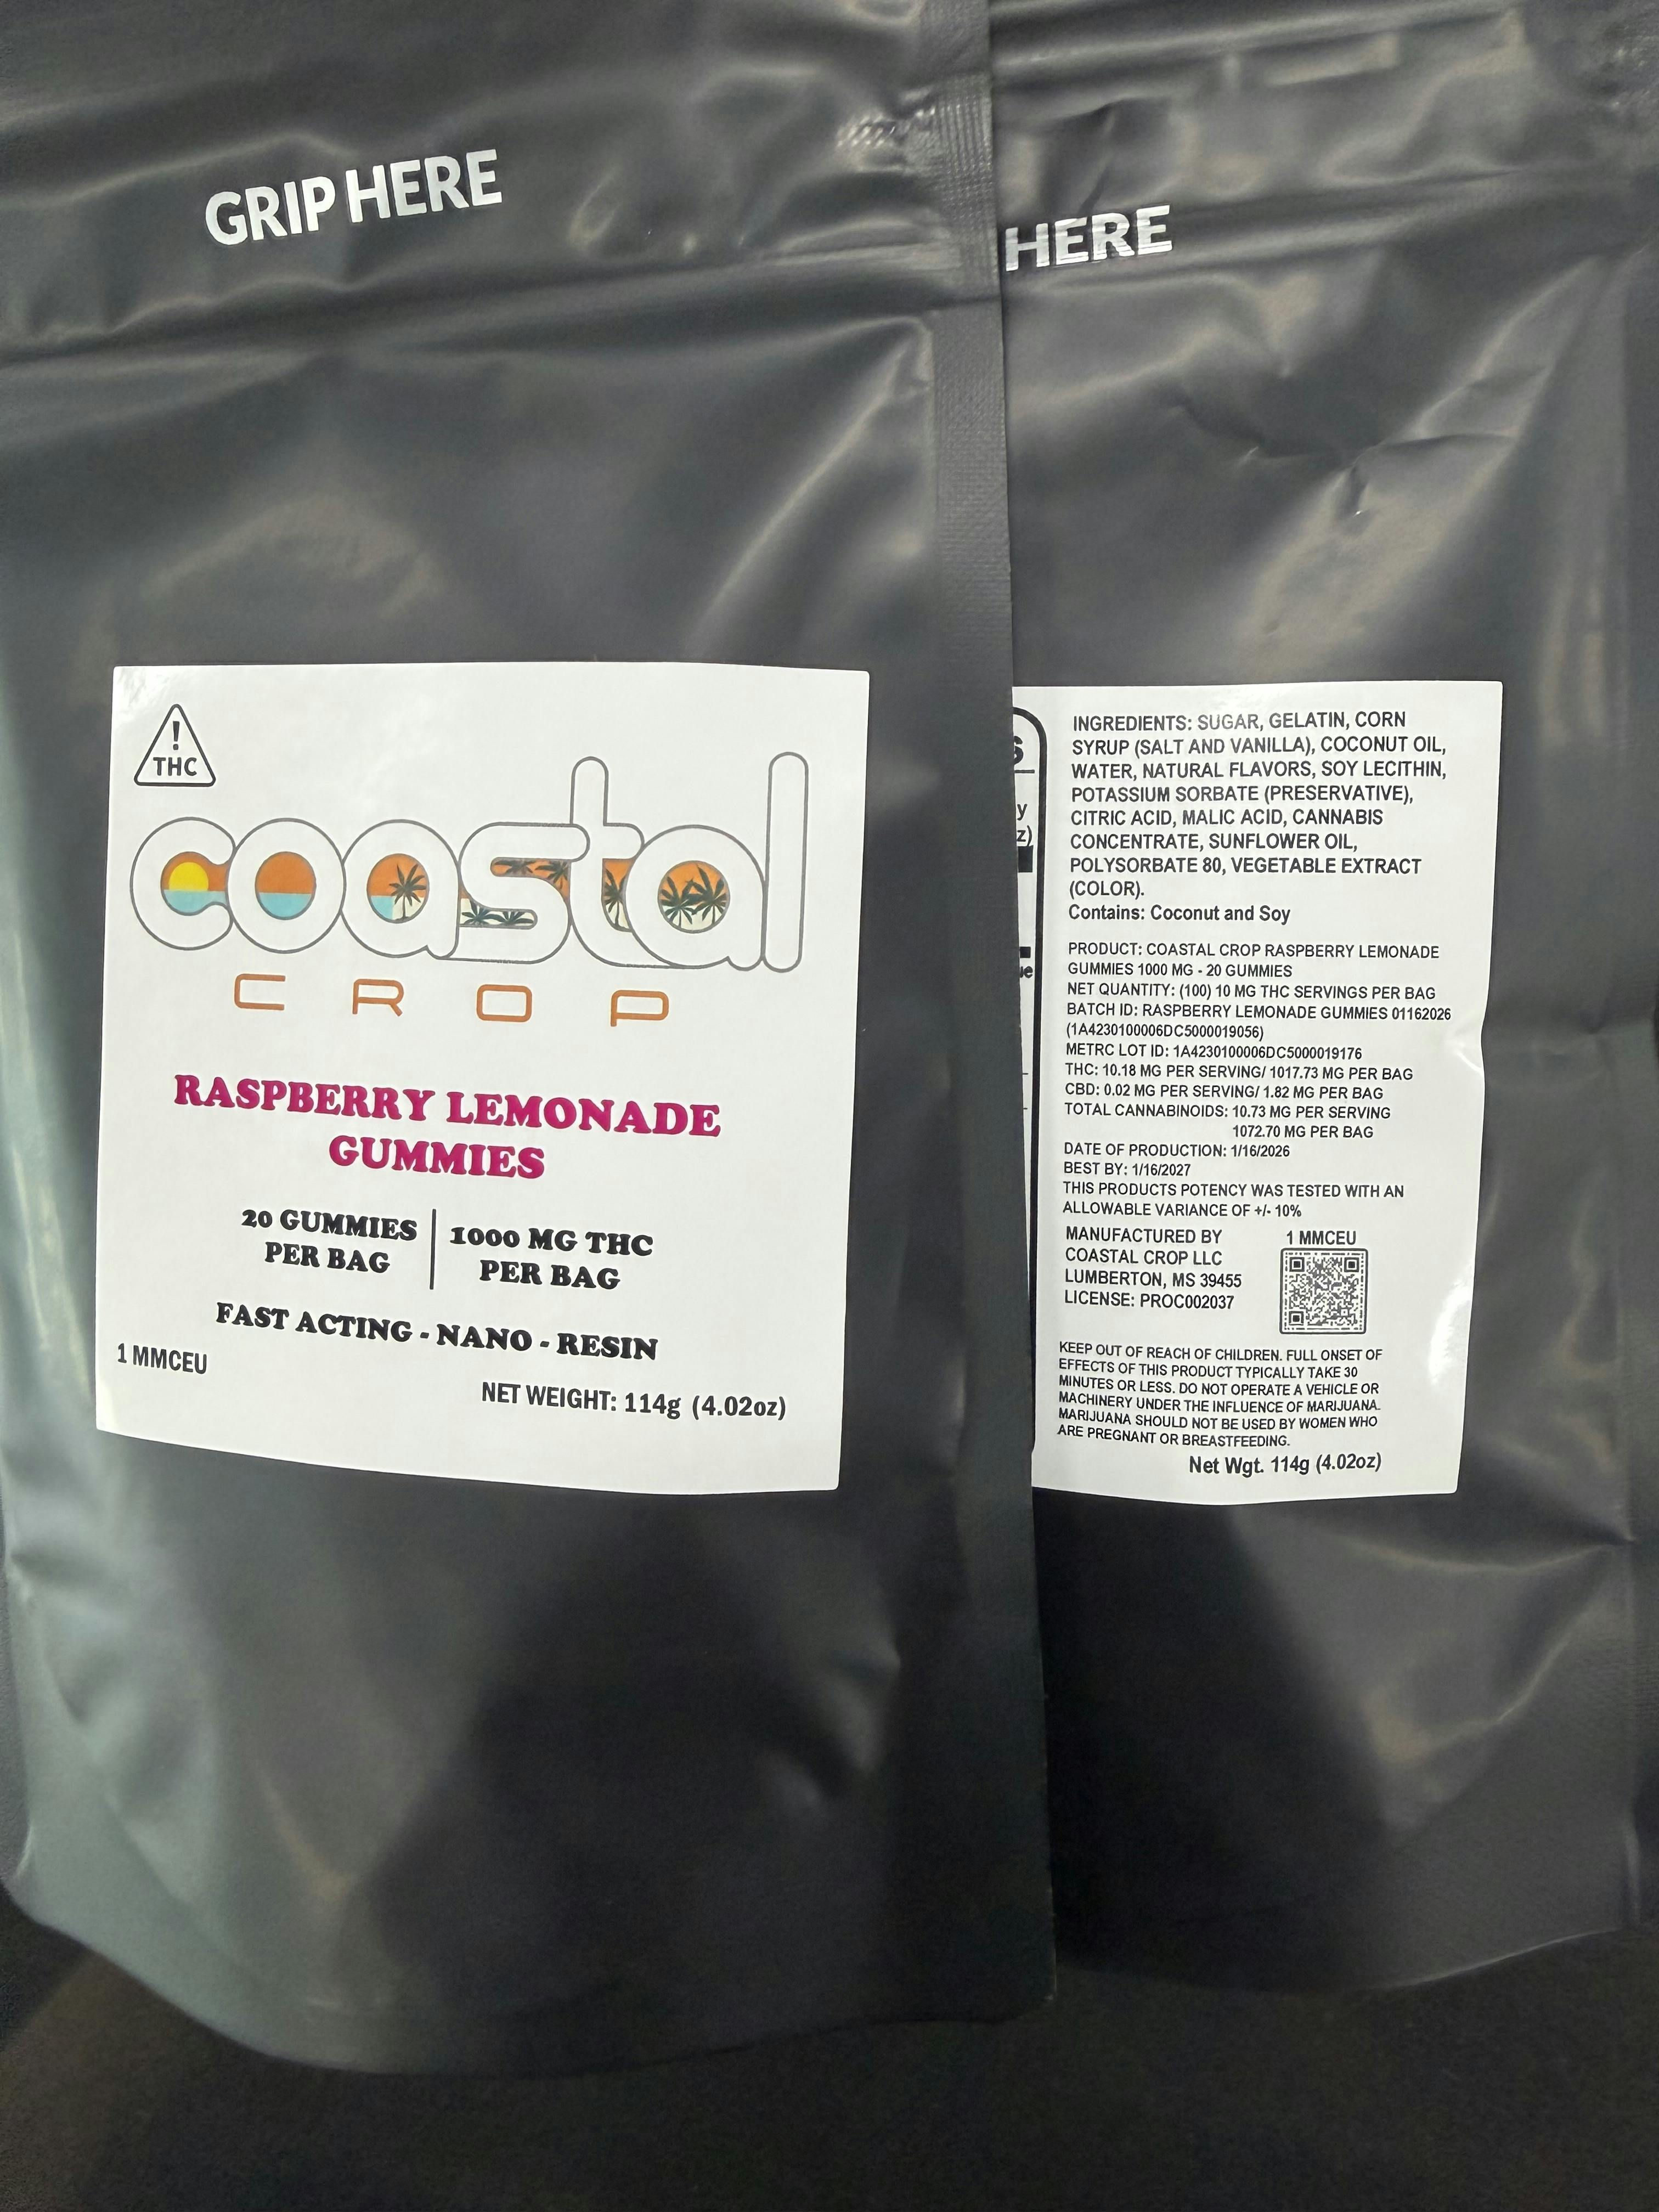 GRIP HERE
HERE
!
THC
coastal
CROP
RASPBERRY LEMONADE
GUMMIES
20 GUMMIES
PER BAG
1000 MG THC
PER BAG
FAST ACTING - NANO - RESIN
1 MMCEU
NET WEIGHT: 114g (4.02oz)
INGREDIENTS: SUGAR, GELATIN, CORN
SYRUP (SALT AND VANILLA), COCONUT OIL,
WATER, NATURAL FLAVORS, SOY LECITHIN,
POTASSIUM SORBATE (PRESERVATIVE),
CITRIC ACID, MALIC ACID, CANNABIS
CONCENTRATE, SUNFLOWER OIL,
POLYSORBATE 80, VEGETABLE EXTRACT
(COLOR).
Contains: Coconut and Soy
PRODUCT: COASTAL CROP RASPBERRY LEMONADE
GUMMIES 1000 MG - 20 GUMMIES
NET QUANTITY: (100) 10 MG THC SERVINGS PER BAG
BATCH ID: RASPBERRY LEMONADE GUMMIES 01162026
(1A4230100006DC5000019056)
METRC LOT ID: 1A4230100006DC5000019176
THC: 10.18 MG PER SERVING/ 1017.73 MG PER BAG
CBD: 0.02 MG PER SERVING/ 1.82 MG PER BAG
TOTAL CANNABINOIDS: 10.73 MG PER SERVING
1072.70 MG PER BAG
DATE OF PRODUCTION: 1/16/2026
BEST BY: 1/16/2027
THIS PRODUCTS POTENCY WAS TESTED WITH AN
ALLOWABLE VARIANCE OF +/- 10%
MANUFACTURED BY
COASTAL CROP LLC
LUMBERTON, MS 39455
LICENSE: PROC002037
1 MMCEU
KEEP OUT OF REACH OF CHILDREN. FULL ONSET OF
EFFECTS OF THIS PRODUCT TYPICALLY TAKE 30
MINUTES OR LESS. DO NOT OPERATE A VEHICLE OR
MACHINERY UNDER THE INFLUENCE OF MARIJUANA.
MARIJUANA SHOULD NOT BE USED BY WOMEN WHO
ARE PREGNANT OR BREASTFEEDING.
Net Wgt. 114g (4.02oz)